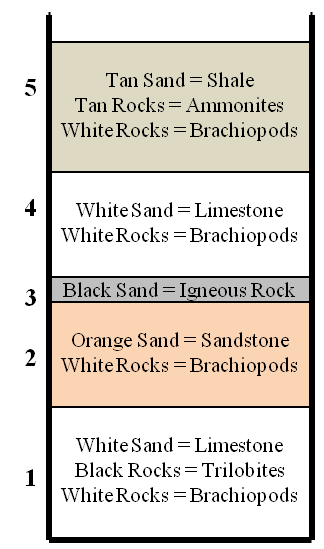 5
Tan Sand = Shale
Tan Rocks = Ammonites
White Rocks = Brachiopods
4
White Sand = Limestone
White Rocks = Brachiopods
3
Black Sand = Igneous Rock
2
Orange Sand = Sandstone
White Rocks = Brachiopods
1
White Sand = Limestone
Black Rocks = Trilobites
White Rocks = Brachiopods